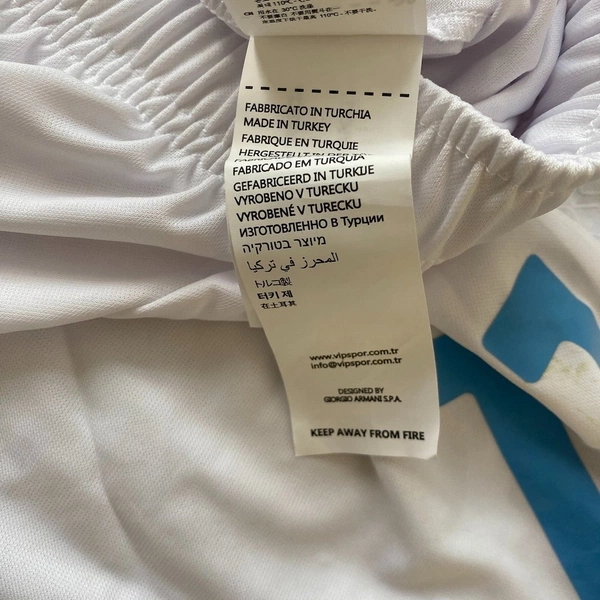 FABBRICATO IN TURCHIA
MADE IN TURKEY
FABRIQUE EN TURQUIE
HERGESTELLT IN
FABRICADO EM TURQUIA
GEFABRICEERD IN TURKIJE
VYROBENO V TURECKU
VYROBENÉ V TURECKU
ИЗГОТОВЛЕННО В Турции
מיוצר בטורקיה
المحرز في تركيا
トルコ製
터키 제
在土耳其
www.vipspor.com.tr
info@vipspor.com.tr
DESIGNED BY
GIORGIO ARMANI S.P.A.
KEEP AWAY FROM FIRE